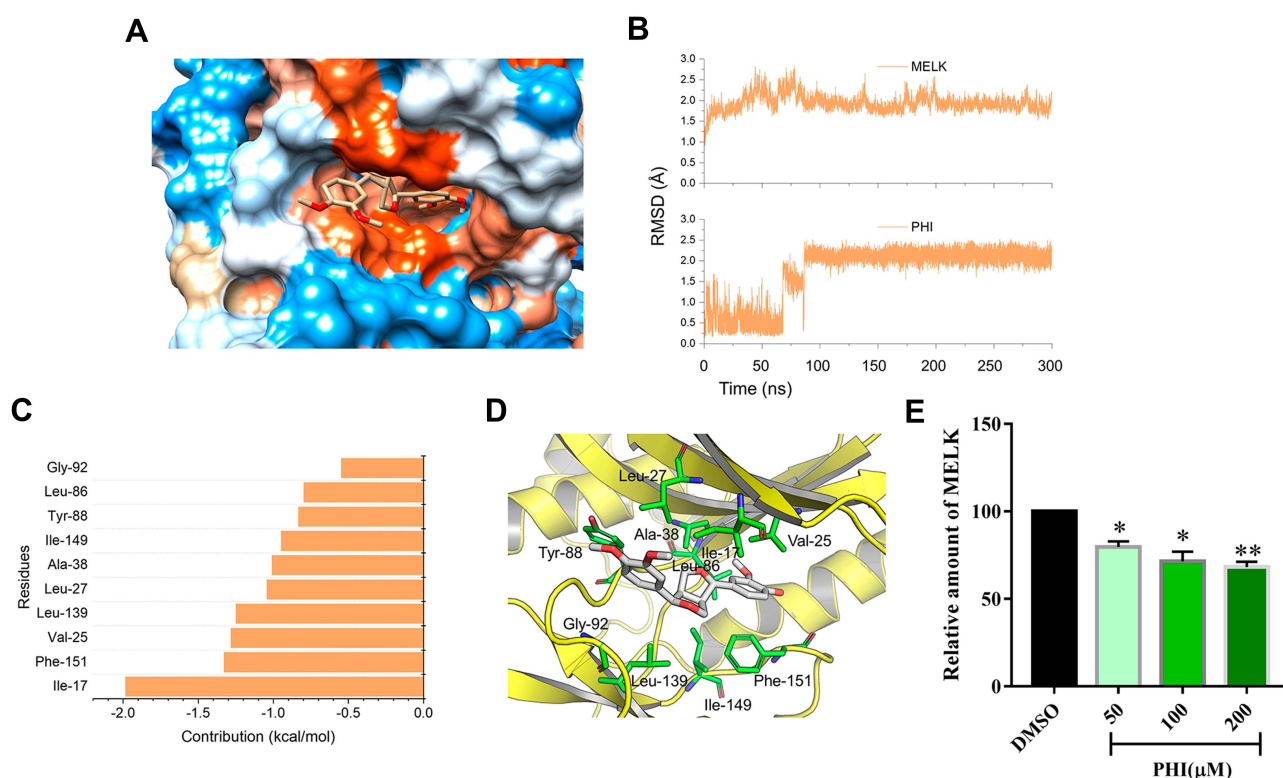 A
B
3.0
2.5
2.0
1.5
1.0
0.5
0.0
MELK
RMSD (A)
3.0
2.5
2.0
1.5
1.0
0.5
0.0
PHI
0 50 100 150 200 250 300
Time (ns)
C
Residues
Gly-92
Leu-86
Tyr-88
Ile-149
Ala-38
Leu-27
Leu-139
Val-25
Phe-151
Ile-17
-2.0 -1.5 -1.0 -0.5 0.0
Contribution (kcal/mol)
D
Leu-27
Ala-38
Tyr-88
Ile-17
Val-25
Leu-86
Gly-92
Leu-139
Phe-151
Ile-149
E
Relative amount of MELK
150
100
50
0
* * **
DMSO 50 100 200
PHI(μM)